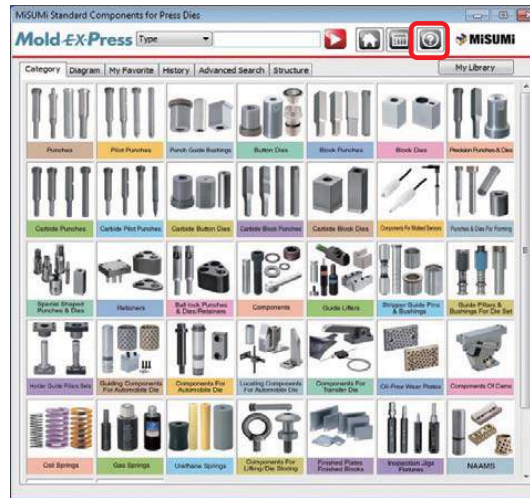 MiSUMi Standard Components for Press Dies
Mold EX-Press Type MiSUMi
Category Diagram My Favorite History Advanced Search Structure My Library
Punches Pilot Punches Punch Guide Bushings Button Dies Block Punches Block Dies Precision Punches & Dies
Carbide Punches Carbide Pilot Punches Carbide Button Dies Carbide Block Punches Carbide Block Dies Components For Misfeed Sensors Punches & Dies For Forming
Special Shaped Punches & Dies Retainers Ball-lock Punches & Dies/Retainers Components Guide Lifters Stripper Guide Pins & Bushings Guide Pillars & Bushings For Die Set
Holder Guide Pillars Sets Guiding Components For Automobile Die Components For Automobile Die Locating Components For Automobile Die Components For Transfer Die Oil-Free Wear Plates Components Of Cams
Coil Springs Gas Springs Urethane Springs Components For Lifting/Die Storing Finished Plates Finished Blocks Inspection Jigs Fixtures NAAMS